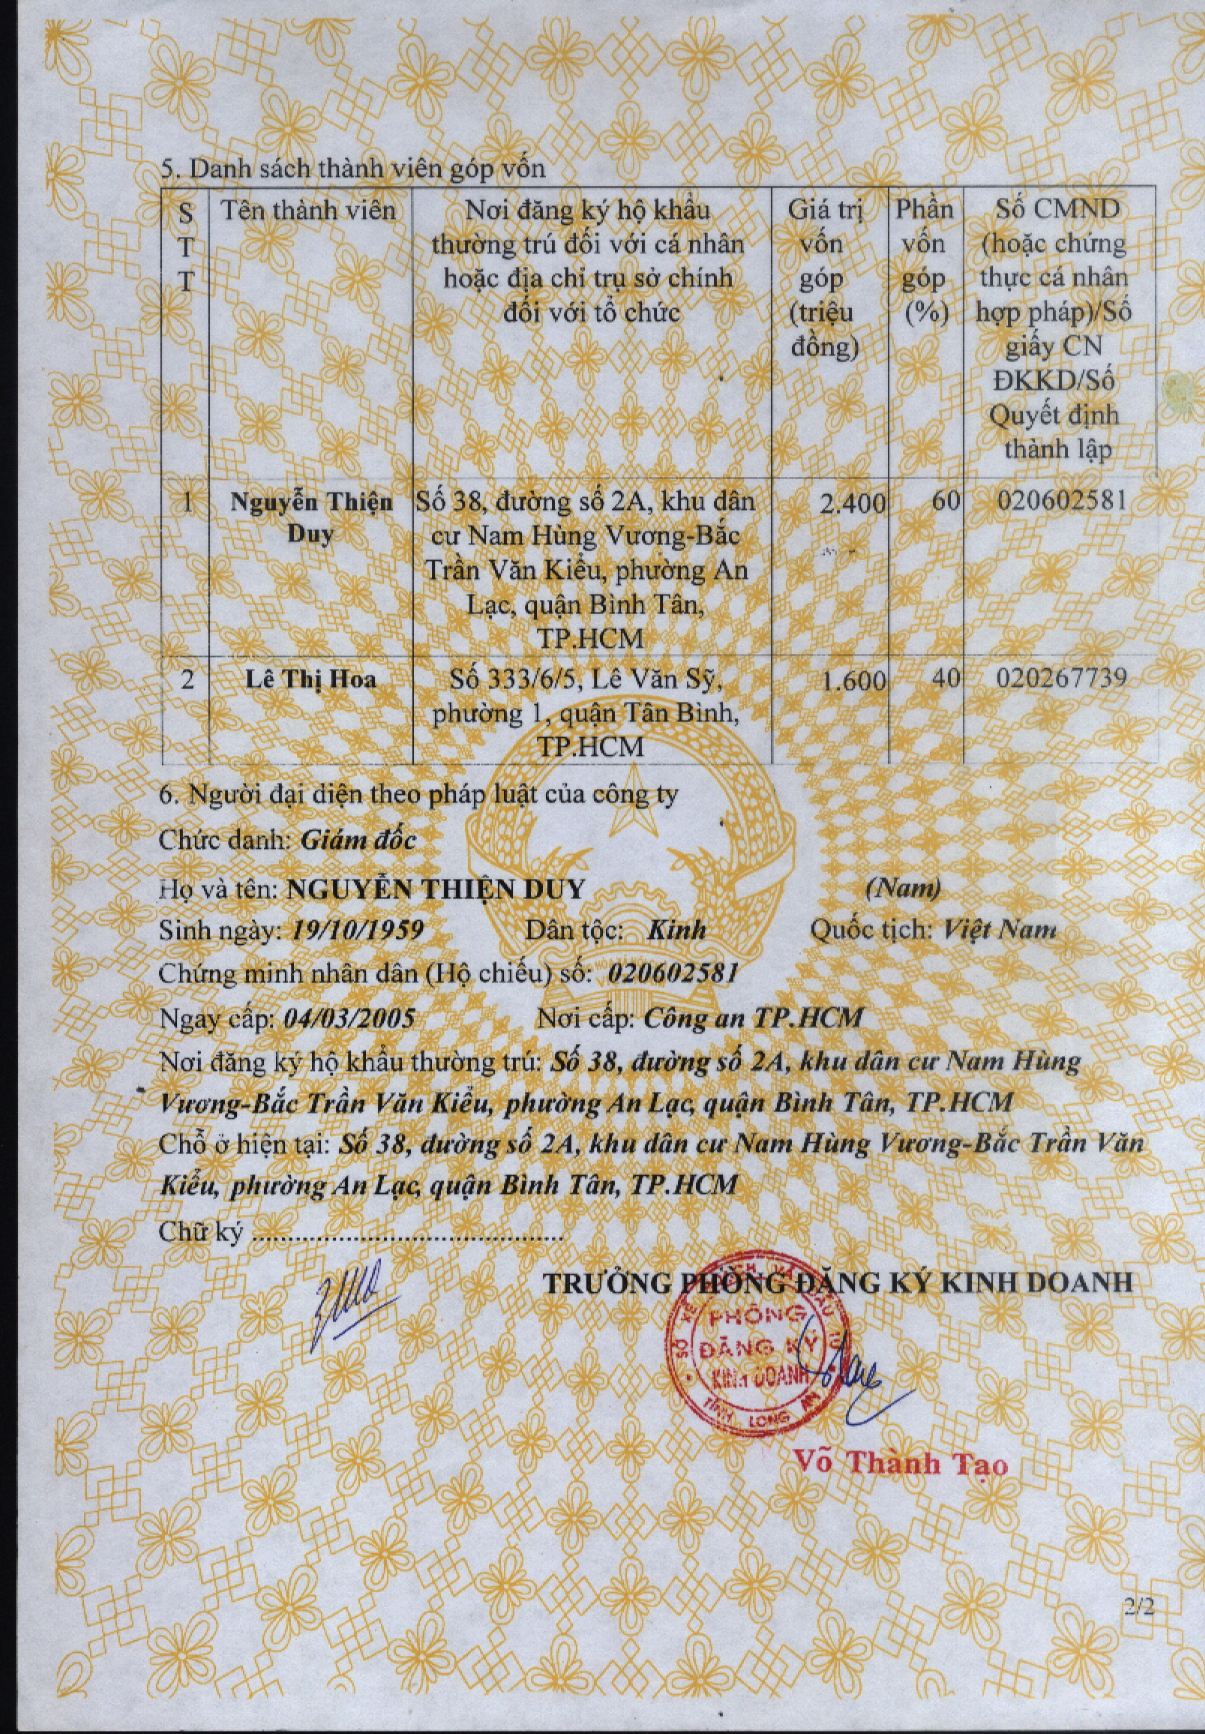 5. Danh sách thành viên góp vốn
S
T
T
Tên thành viên
Nơi đăng ký hộ khẩu
thường trú đối với cá nhân
hoặc địa chỉ trụ sở chính
đối với tổ chức
Giá trị
vốn
góp
(triệu
đồng)
Phần
vốn
góp
(%)
Số CMND
(hoặc chứng
thực cá nhân
hợp pháp)/Số
giấy CN
ĐKKD/Số
Quyết định
thành lập
1
Nguyễn Thiện
Duy
Số 38, đường số 2A, khu dân
cư Nam Hùng Vương-Bắc
Trần Văn Kiểu, phường An
Lạc, quận Bình Tân,
TP.HCM
2.400
60
020602581
2
Lê Thị Hoa
Số 333/6/5, Lê Văn Sỹ,
phường 1, quận Tân Bình,
TP.HCM
1.600
40
020267739
6. Người đại diện theo pháp luật của công ty
Chức danh: Giám đốc
Họ và tên: NGUYỄN THIỆN DUY (Nam)
Sinh ngày: 19/10/1959 Dân tộc: Kinh Quốc tịch: Việt Nam
Chứng minh nhân dân (Hộ chiếu) số: 020602581
Ngày cấp: 04/03/2005 Nơi cấp: Công an TP.HCM
Nơi đăng ký hộ khẩu thường trú: Số 38, đường số 2A, khu dân cư Nam Hùng
Vương-Bắc Trần Văn Kiểu, phường An Lạc, quận Bình Tân, TP.HCM
Chỗ ở hiện tại: Số 38, đường số 2A, khu dân cư Nam Hùng Vương-Bắc Trần Văn
Kiểu, phường An Lạc, quận Bình Tân, TP.HCM
Chữ ký ............................................
TRƯỞNG PHÒNG ĐĂNG KÝ KINH DOANH
SỞ KẾ HOẠCH VÀ ĐẦU TƯ
PHÒNG
ĐĂNG KÝ
KINH DOANH
TỈNH LONG AN
Võ Thành Tạo
2/2